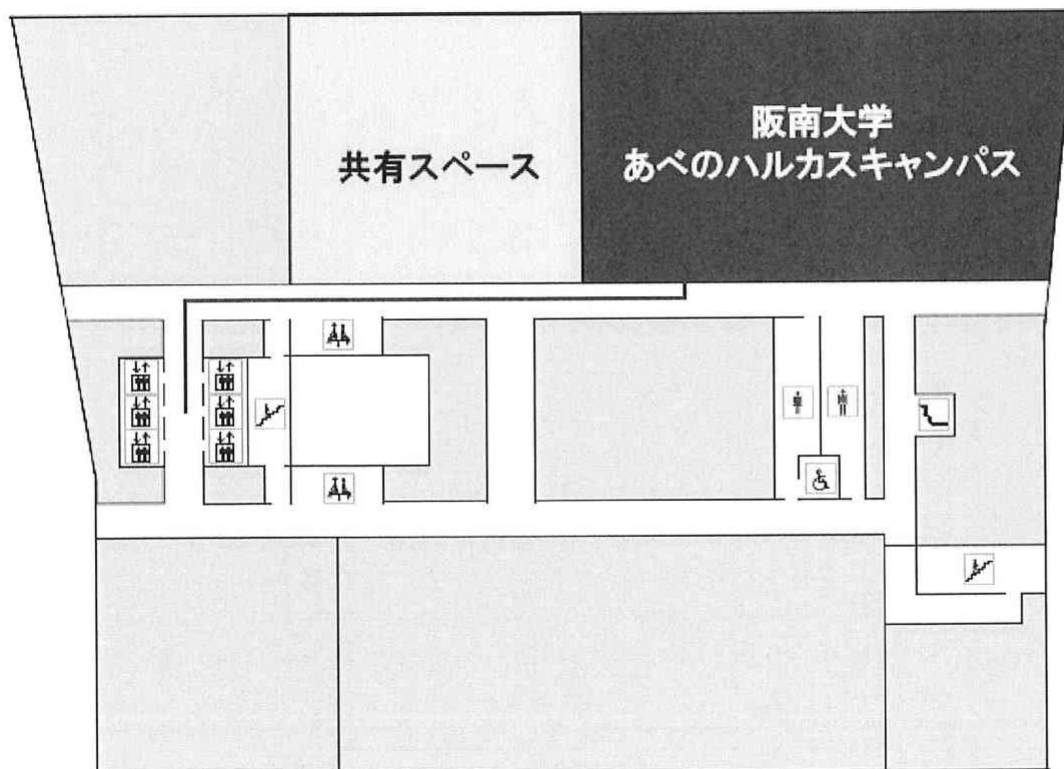 共有スペース
阪南大学
あべのハルカスキャンパス